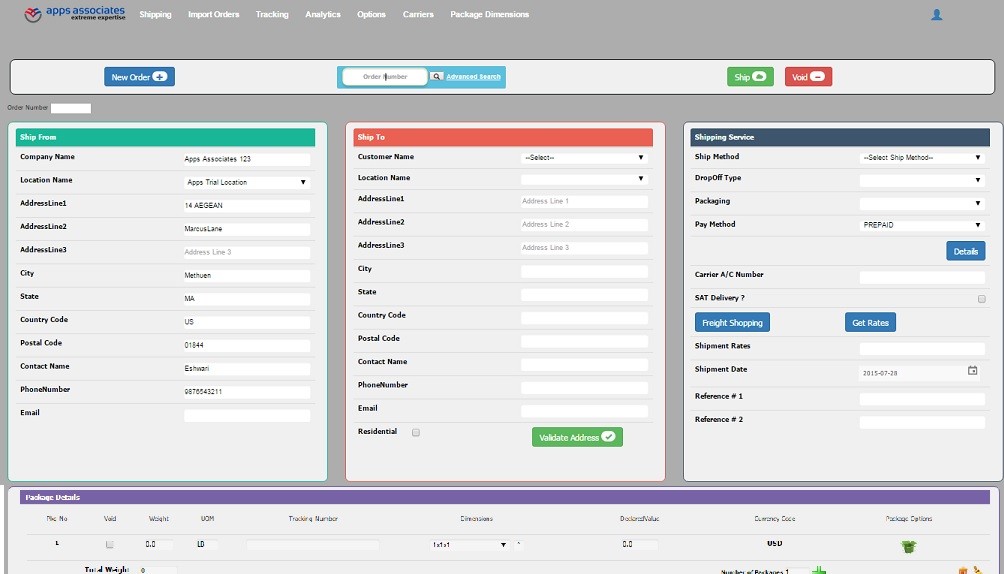 apps associates
extreme expertise
Shipping Import Orders Tracking Analytics Options Carriers Package Dimensions
New Order Order Number Advanced Search Ship Void
Order Number
Ship From
Company Name Apps Associates 123
Location Name Apps Trial Location
AddressLine1 14 AEGEAN
AddressLine2 MarcusLane
AddressLine3 Address Line 3
City Methuen
State MA
Country Code US
Postal Code 01844
Contact Name Eshwari
PhoneNumber 9876543211
Email
Ship To
Customer Name --Select--
Location Name
AddressLine1 Address Line 1
AddressLine2 Address Line 2
AddressLine3 Address Line 3
City
State
Country Code
Postal Code
Contact Name
PhoneNumber
Email
Residential Validate Address
Shipping Service
Ship Method --Select Ship Method--
DropOff Type
Packaging
Pay Method PREPAID
Details
Carrier A/C Number
SAT Delivery ?
Freight Shopping Get Rates
Shipment Rates
Shipment Date 2015-07-28
Reference # 1
Reference # 2
Package Details
Pkg No Void Weight UOM Tracking Number Dimensions DeclaredValue Currency Code Package Options
1 0.0 LB 1x1x1 0.0 USD
Total Weight 0 Number of Packages 1